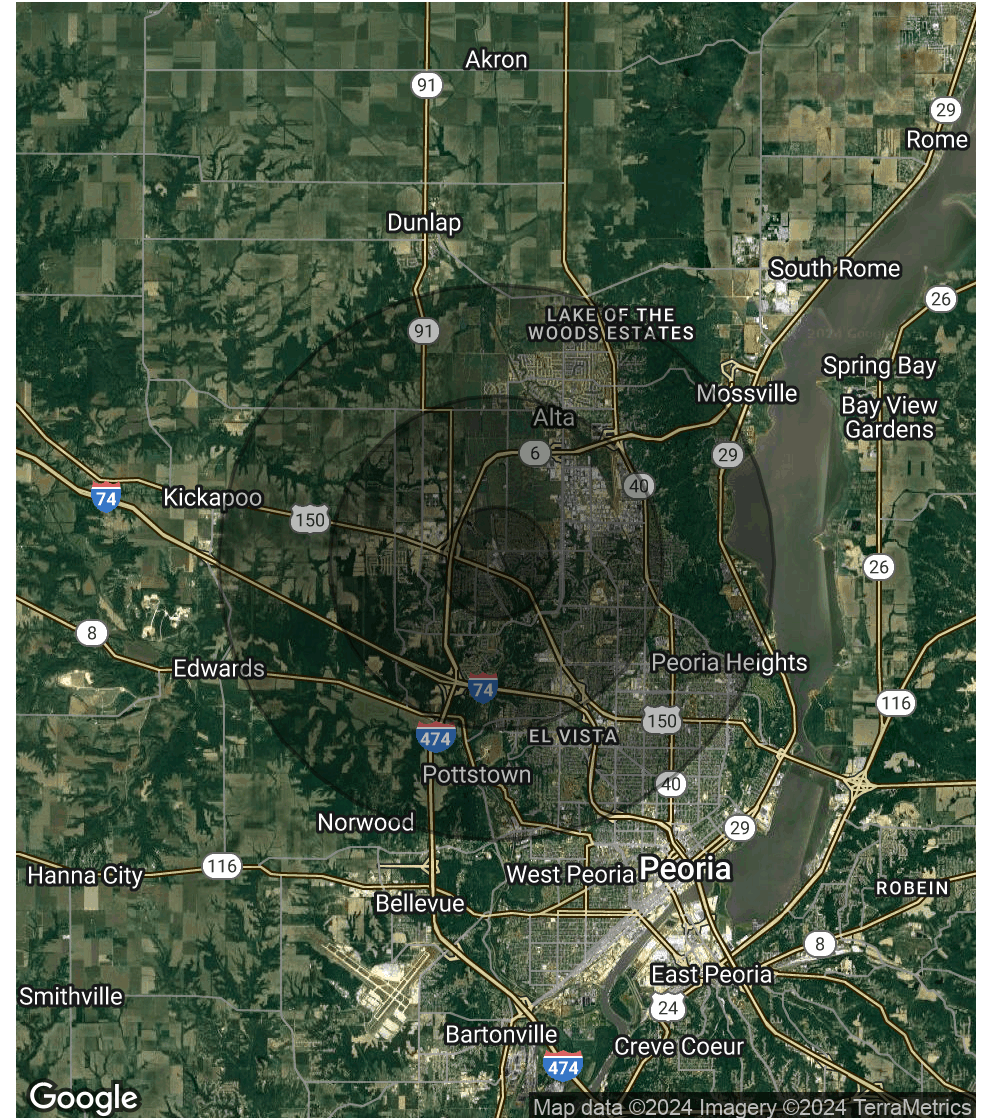 Akron
91
29
Rome
Dunlap
South Rome
26
LAKE OF THE
WOODS ESTATES
91
Spring Bay
Mossville
Bay View
Gardens
Alta
6
29
40
74
Kickapoo
150
26
8
Edwards
Peoria Heights
74
116
150
474
EL VISTA
Pottstown
40
Norwood
29
116
Hanna City
West Peoria
Peoria
ROBEIN
Bellevue
8
East Peoria
Smithville
24
Bartonville
Creve Coeur
474
Google
Map data ©2024 Imagery ©2024 TerraMetrics